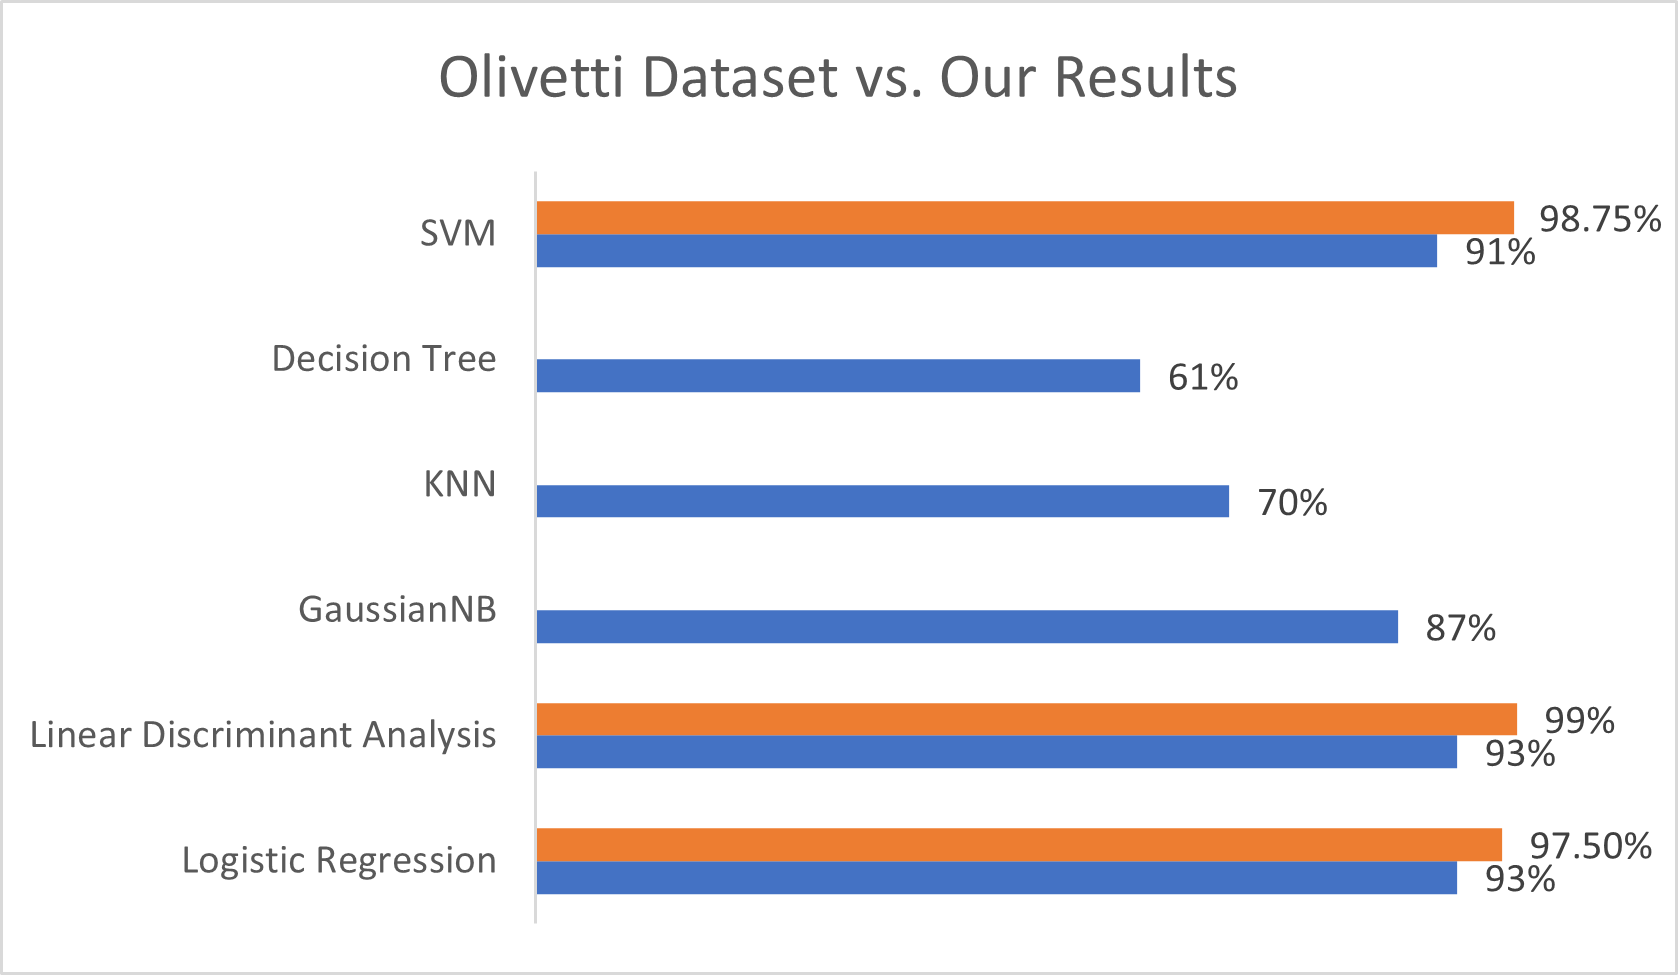 Olivetti Dataset vs. Our Results
SVM
98.75%
91%
Decision Tree
61%
KNN
70%
GaussianNB
87%
Linear Discriminant Analysis
99%
93%
Logistic Regression
97.50%
93%